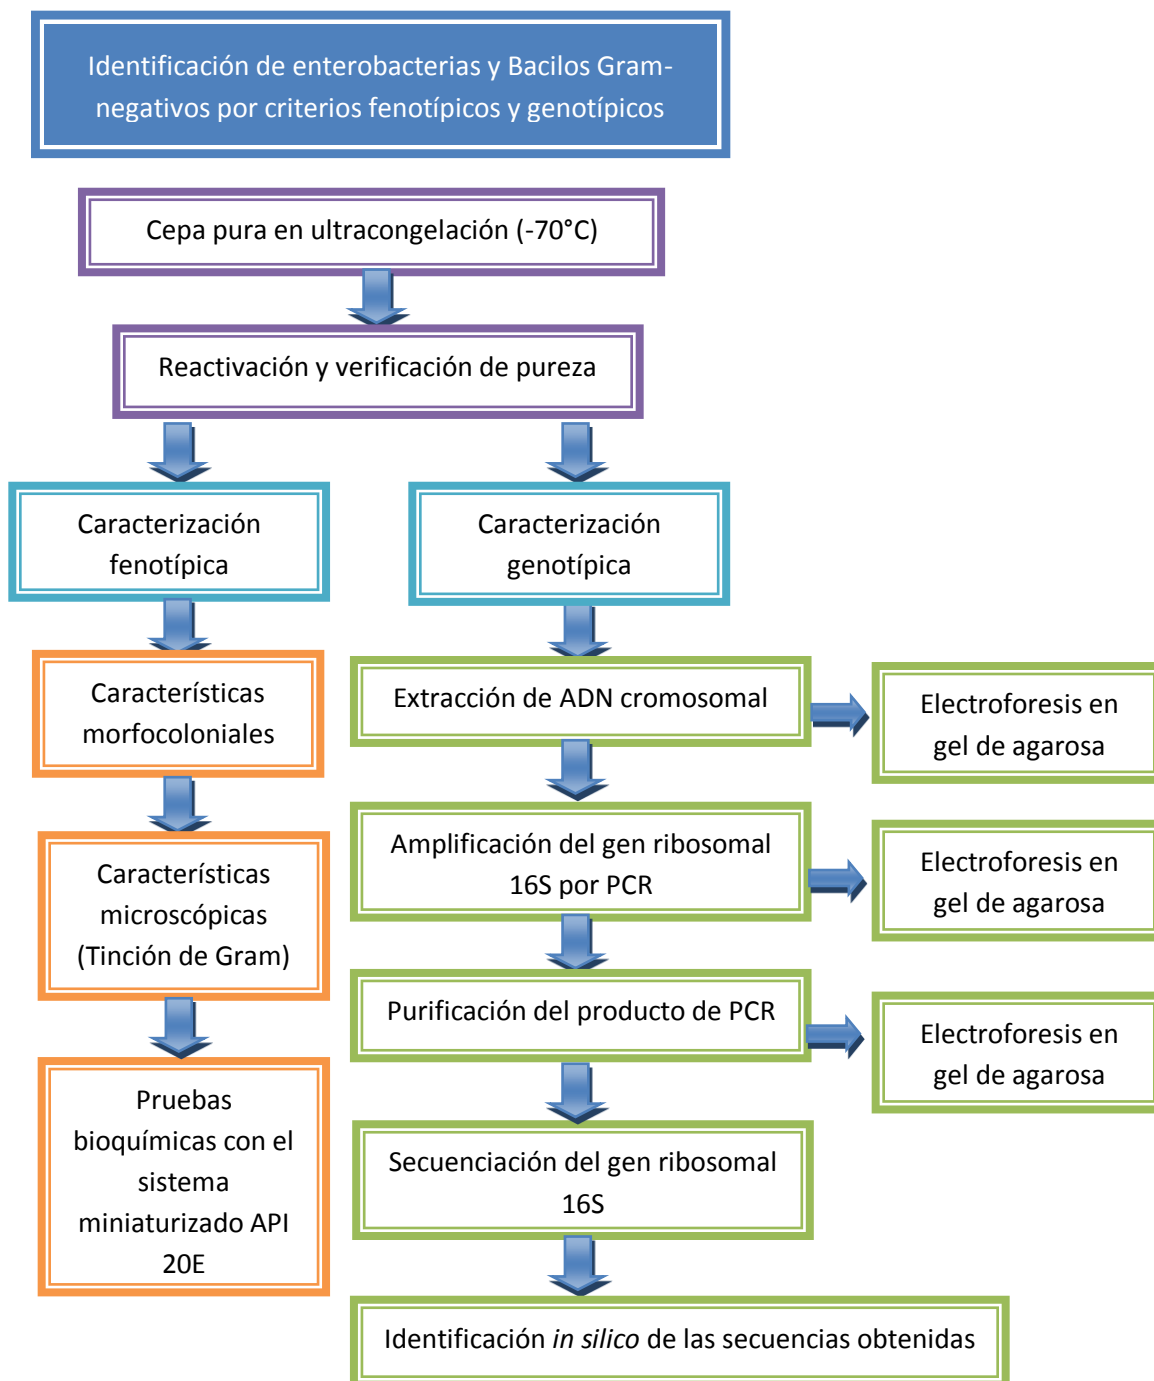 Identificación de enterobacterias y Bacilos Gram-
negativos por criterios fenotípicos y genotípicos
Cepa pura en ultracongelación (-70°C)
Reactivación y verificación de pureza
Caracterización
fenotípica
Caracterización
genotípica
Características
morfocoloniales
Características
microscópicas
(Tinción de Gram)
Pruebas
bioquímicas con el
sistema
miniaturizado API
20E
Extracción de ADN cromosomal
Electroforesis en
gel de agarosa
Amplificación del gen ribosomal
16S por PCR
Electroforesis en
gel de agarosa
Purificación del producto de PCR
Electroforesis en
gel de agarosa
Secuenciación del gen ribosomal
16S
Identificación in silico de las secuencias obtenidas